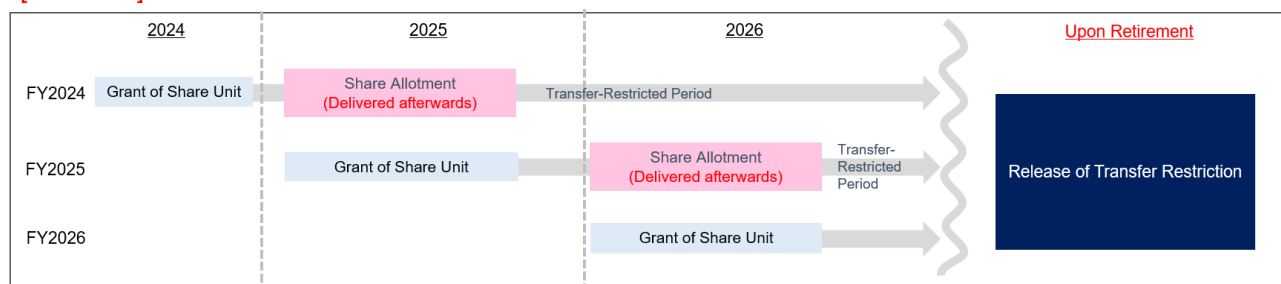 2024
2025
2026
Upon Retirement
FY2024
Grant of Share Unit
Share Allotment
(Delivered afterwards)
Transfer-Restricted Period
FY2025
Grant of Share Unit
Share Allotment
(Delivered afterwards)
Transfer-
Restricted
Period
Release of Transfer Restriction
FY2026
Grant of Share Unit